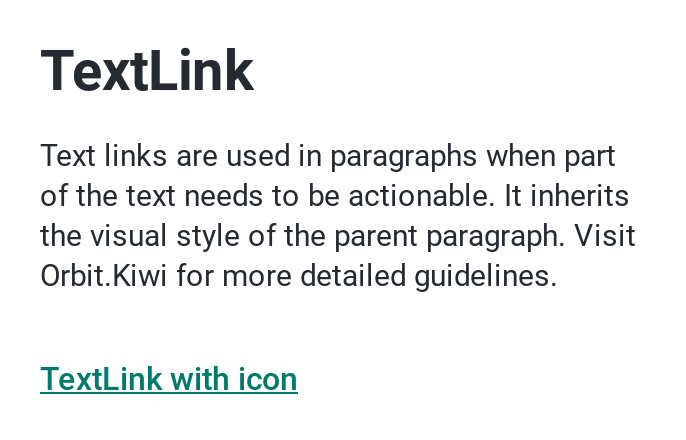 TextLink
Text links are used in paragraphs when part
of the text needs to be actionable. It inherits
the visual style of the parent paragraph. Visit
Orbit.Kiwi for more detailed guidelines.
TextLink with icon